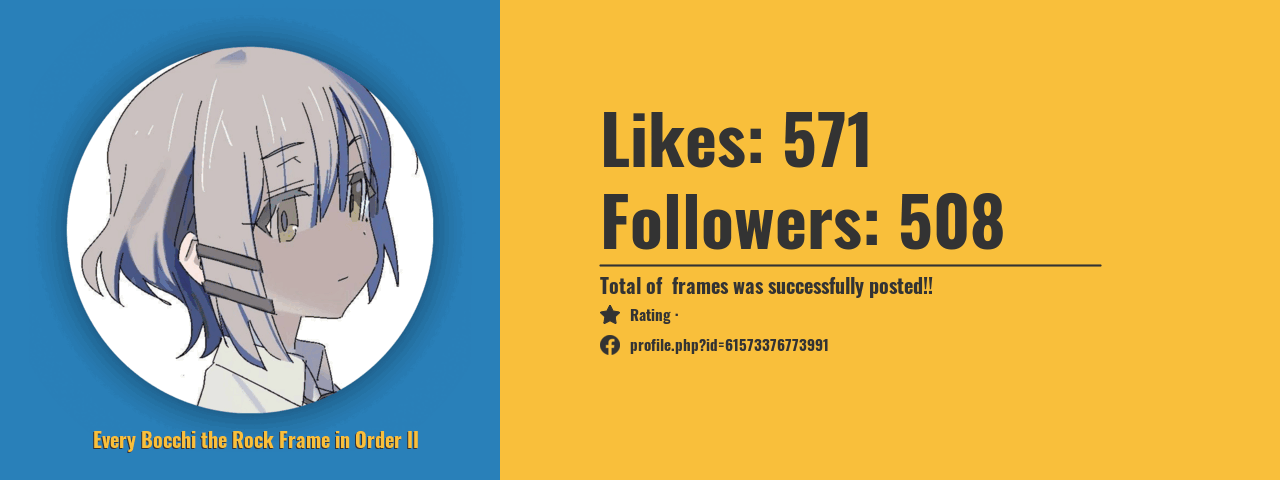 Likes: 571
Followers: 508
Total of  frames was successfully posted!!
Rating ·
profile.php?id=61573376773991
Every Bocchi the Rock Frame in Order II